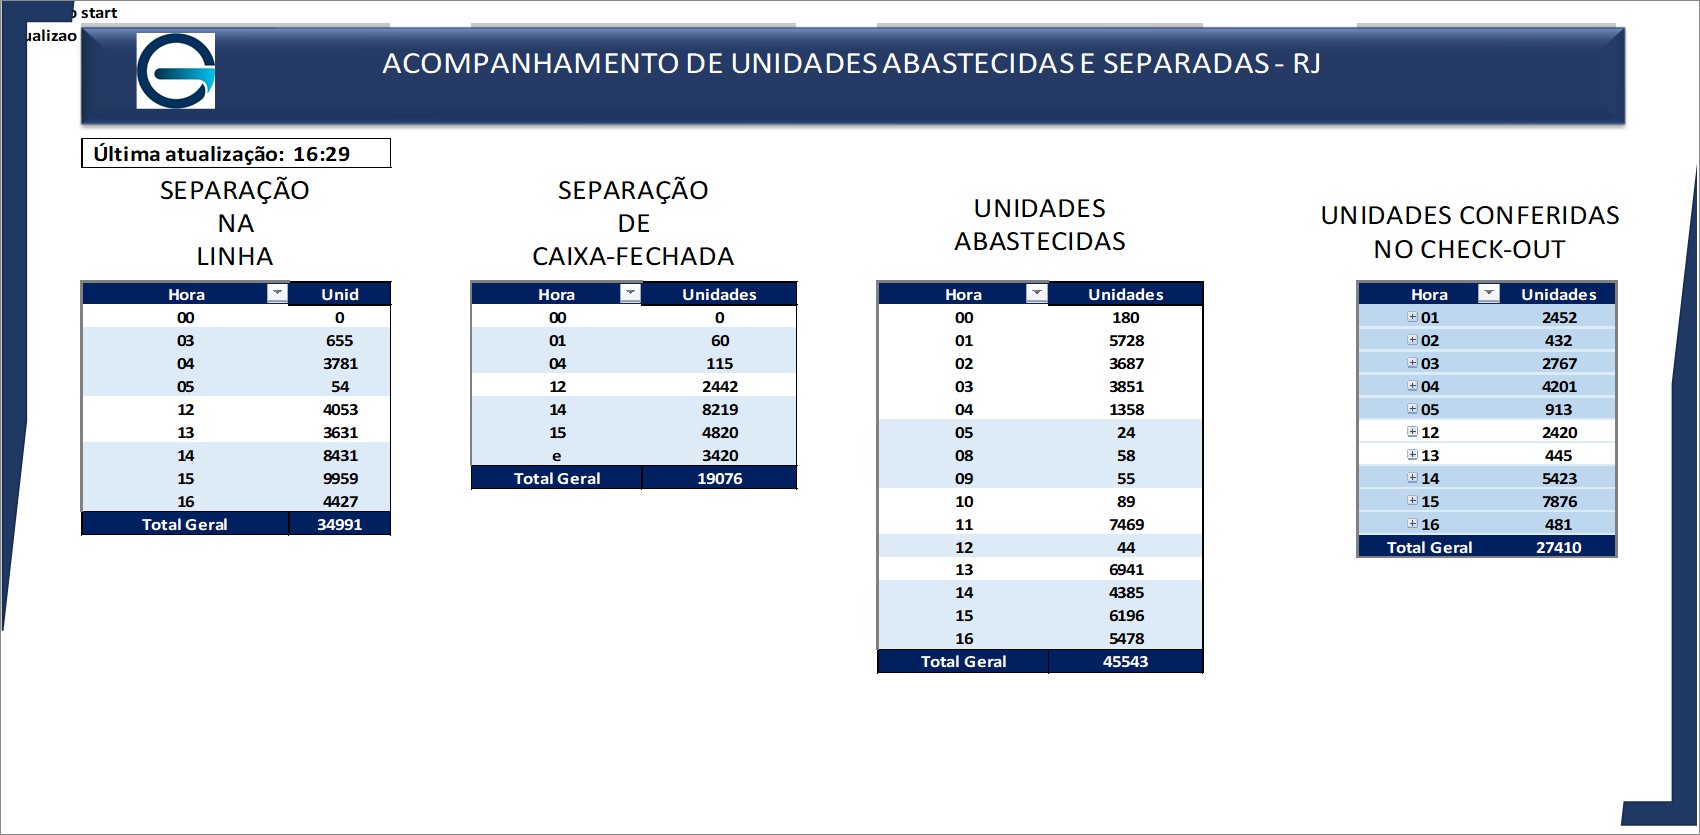 start
ualizao
ACOMPANHAMENTO DE UNIDADES ABASTECIDAS E SEPARADAS - RJ
Última atualização: 16:29
SEPARAÇÃO
NA
LINHA
Hora Unid
00 0
03 655
04 3781
05 54
12 4053
13 3631
14 8431
15 9959
16 4427
Total Geral 34991
SEPARAÇÃO
DE
CAIXA-FECHADA
Hora Unidades
00 0
01 60
04 115
12 2442
14 8219
15 4820
e 3420
Total Geral 19076
UNIDADES
ABASTECIDAS
Hora Unidades
00 180
01 5728
02 3687
03 3851
04 1358
05 24
08 58
09 55
10 89
11 7469
12 44
13 6941
14 4385
15 6196
16 5478
Total Geral 45543
UNIDADES CONFERIDAS
NO CHECK-OUT
Hora Unidades
01 2452
02 432
03 2767
04 4201
05 913
12 2420
13 445
14 5423
15 7876
16 481
Total Geral 27410